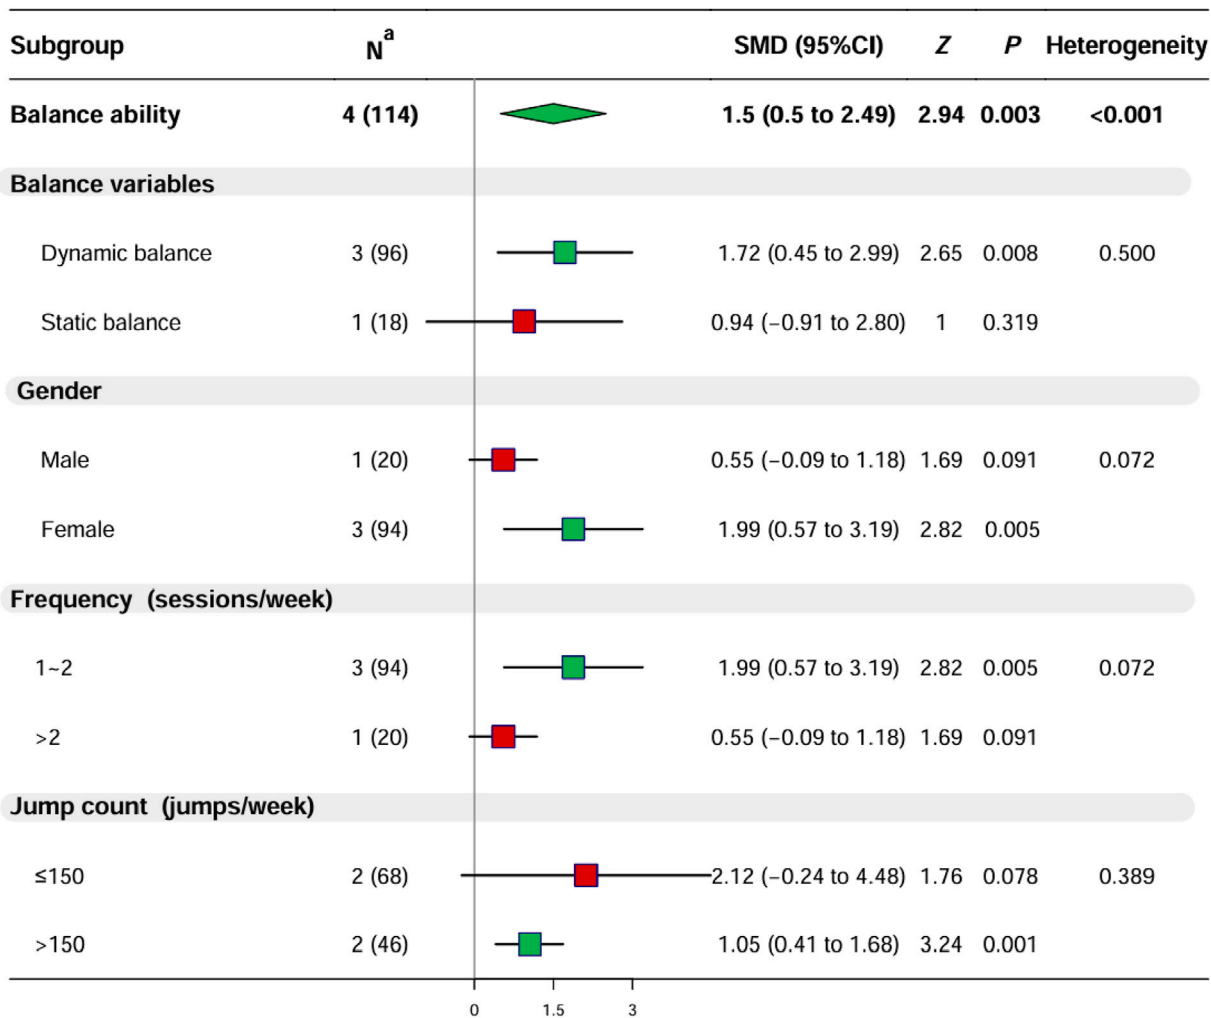 Subgroup N^a SMD (95%CI) Z P Heterogeneity
Balance ability 4 (114) 1.5 (0.5 to 2.49) 2.94 0.003 <0.001
Balance variables
Dynamic balance 3 (96) 1.72 (0.45 to 2.99) 2.65 0.008 0.500
Static balance 1 (18) 0.94 (−0.91 to 2.80) 1 0.319
Gender
Male 1 (20) 0.55 (−0.09 to 1.18) 1.69 0.091 0.072
Female 3 (94) 1.99 (0.57 to 3.19) 2.82 0.005
Frequency (sessions/week)
1~2 3 (94) 1.99 (0.57 to 3.19) 2.82 0.005 0.072
>2 1 (20) 0.55 (−0.09 to 1.18) 1.69 0.091
Jump count (jumps/week)
≤150 2 (68) 2.12 (−0.24 to 4.48) 1.76 0.078 0.389
>150 2 (46) 1.05 (0.41 to 1.68) 3.24 0.001
0 1.5 3